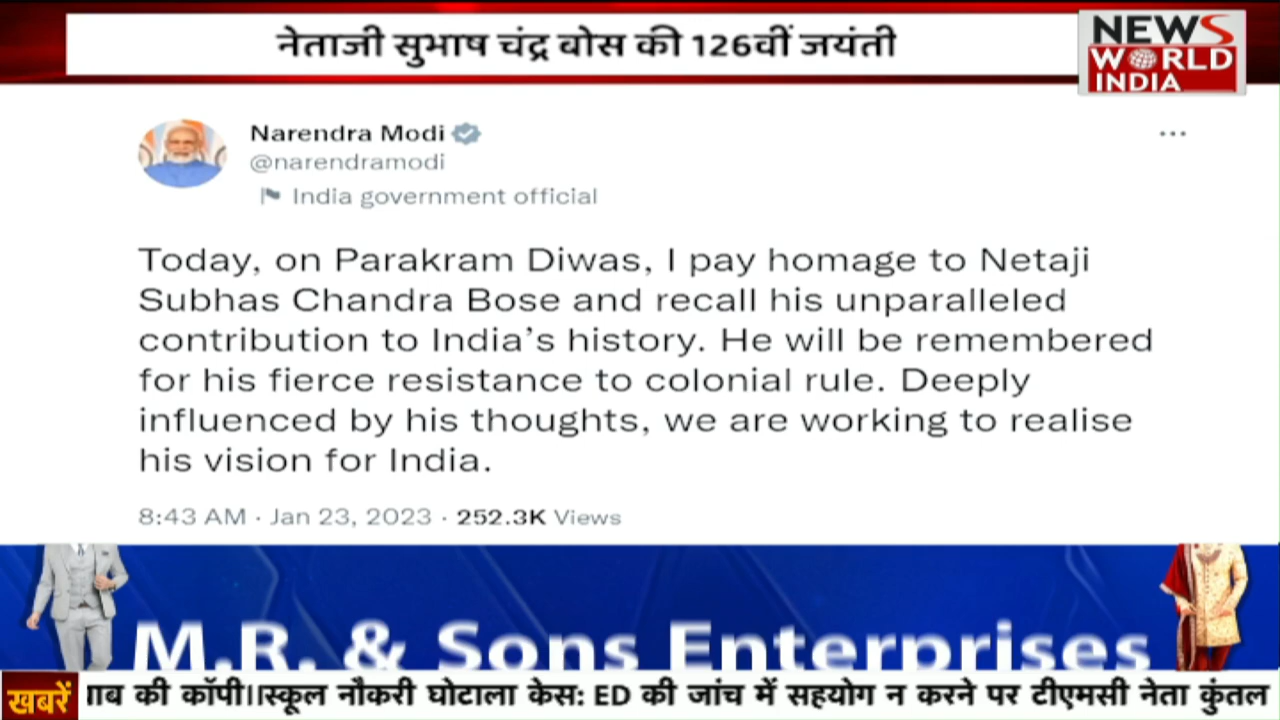 नेताजी सुभाष चंद्र बोस की 126वीं जयंती
NEWS
WORLD
INDIA
Narendra Modi
@narendramodi
India government official
Today, on Parakram Diwas, I pay homage to Netaji
Subhas Chandra Bose and recall his unparalleled
contribution to India’s history. He will be remembered
for his fierce resistance to colonial rule. Deeply
influenced by his thoughts, we are working to realise
his vision for India.
8:43 AM · Jan 23, 2023 · 252.3K Views
M.R. & Sons Enterprises
खबरें
की कॉपी।।स्कूल नौकरी घोटाला केस: ED की जांच में सहयोग न करने पर टीएमसी नेता कुंतल